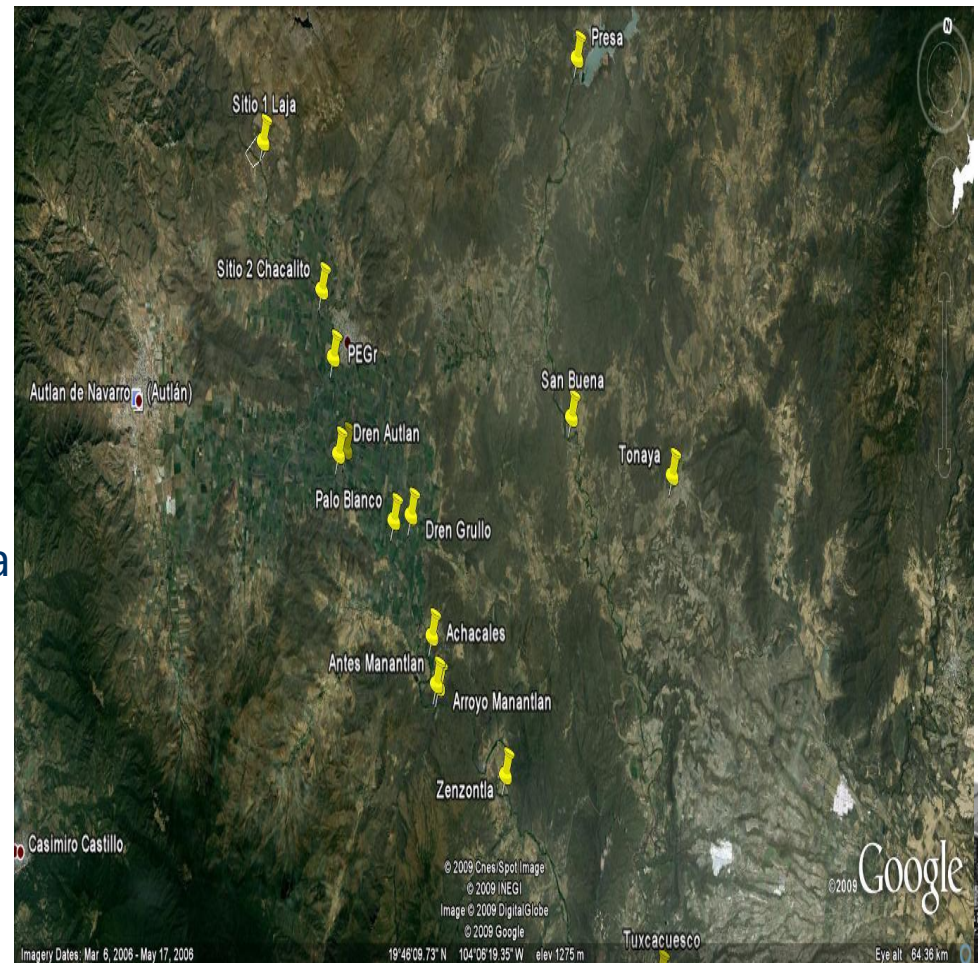 N
Presa
Sitio 1 Laja
Sitio 2 Chacalito
PEGr
San Buena
Autlan de Navarro (Autlán)
Dren Autlan
Tonaya
Palo Blanco
Dren Grullo
a
Achacales
Antes Manantlan
Arroyo Manantlan
Zenzontla
Casimiro Castillo
© 2009 Cnes/Spot Image
© 2009 INEGI
Image © 2009 DigitalGlobe
© 2009 Google
©2009 Google
Tuxcacuesco
Imagery Dates: Mar 6, 2006 - May 17, 2006
19°46'09.73" N 104°06'19.35" W elev 1275 m
Eye alt 64.36 km